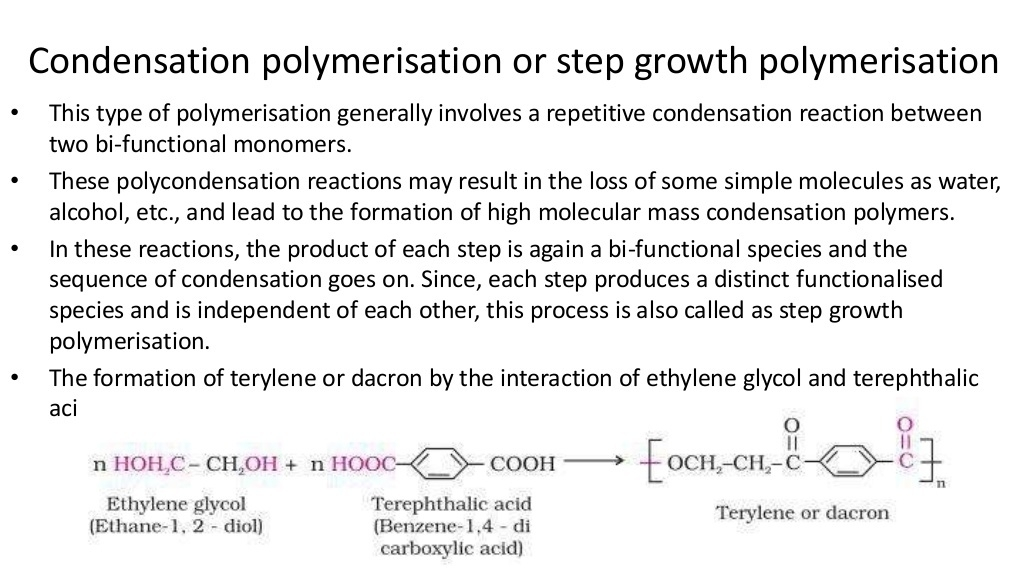 Condensation polymerisation or step growth polymerisation
• This type of polymerisation generally involves a repetitive condensation reaction between
two bi-functional monomers.
• These polycondensation reactions may result in the loss of some simple molecules as water,
alcohol, etc., and lead to the formation of high molecular mass condensation polymers.
• In these reactions, the product of each step is again a bi-functional species and the
sequence of condensation goes on. Since, each step produces a distinct functionalised
species and is independent of each other, this process is also called as step growth
polymerisation.
• The formation of terylene or dacron by the interaction of ethylene glycol and terephthalic
aci
O O
n HOH₂C – CH₂OH + n HOOC– –COOH → [OCH₂–CH₂–C– –C]n
Ethylene glycol
(Ethane-1, 2 - diol)
Terephthalic acid
(Benzene-1,4 - di
carboxylic acid)
Terylene or dacron